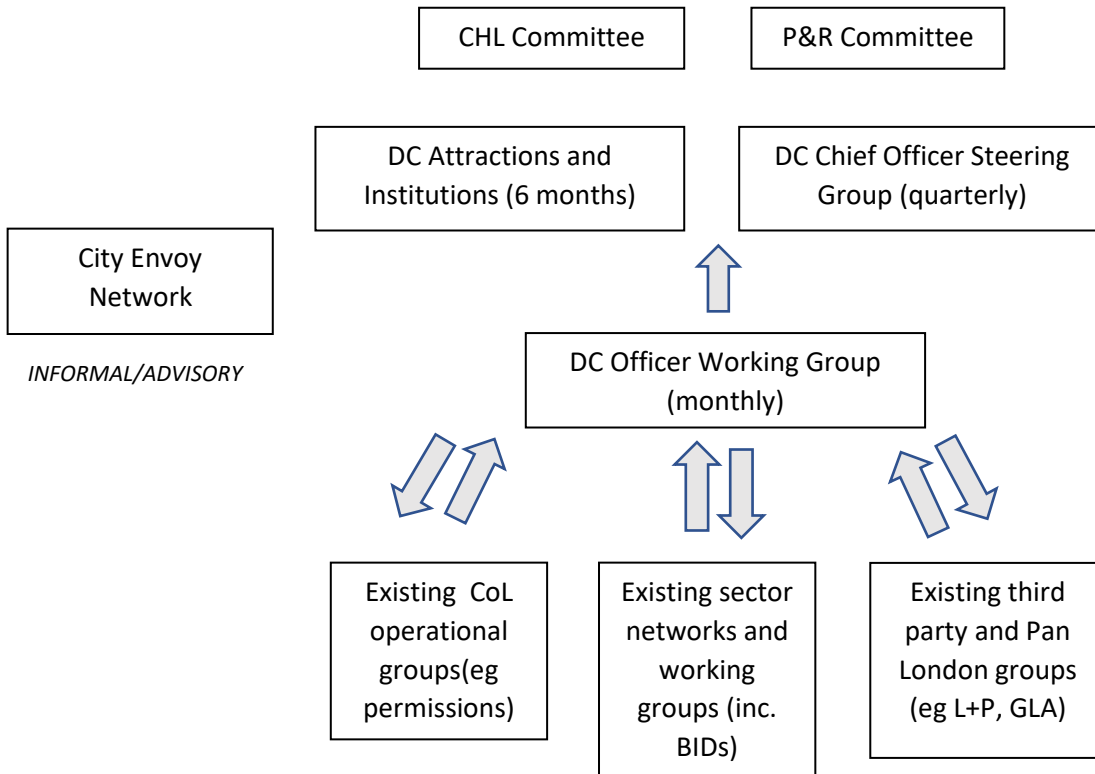 CHL Committee
P&R Committee
DC Attractions and
Institutions (6 months)
DC Chief Officer Steering
Group (quarterly)
City Envoy
Network
INFORMAL/ADVISORY
DC Officer Working Group
(monthly)
Existing  CoL
operational
groups(eg
permissions)
Existing sector
networks and
working
groups (inc.
BIDs)
Existing third
party and Pan
London groups
(eg L+P, GLA)